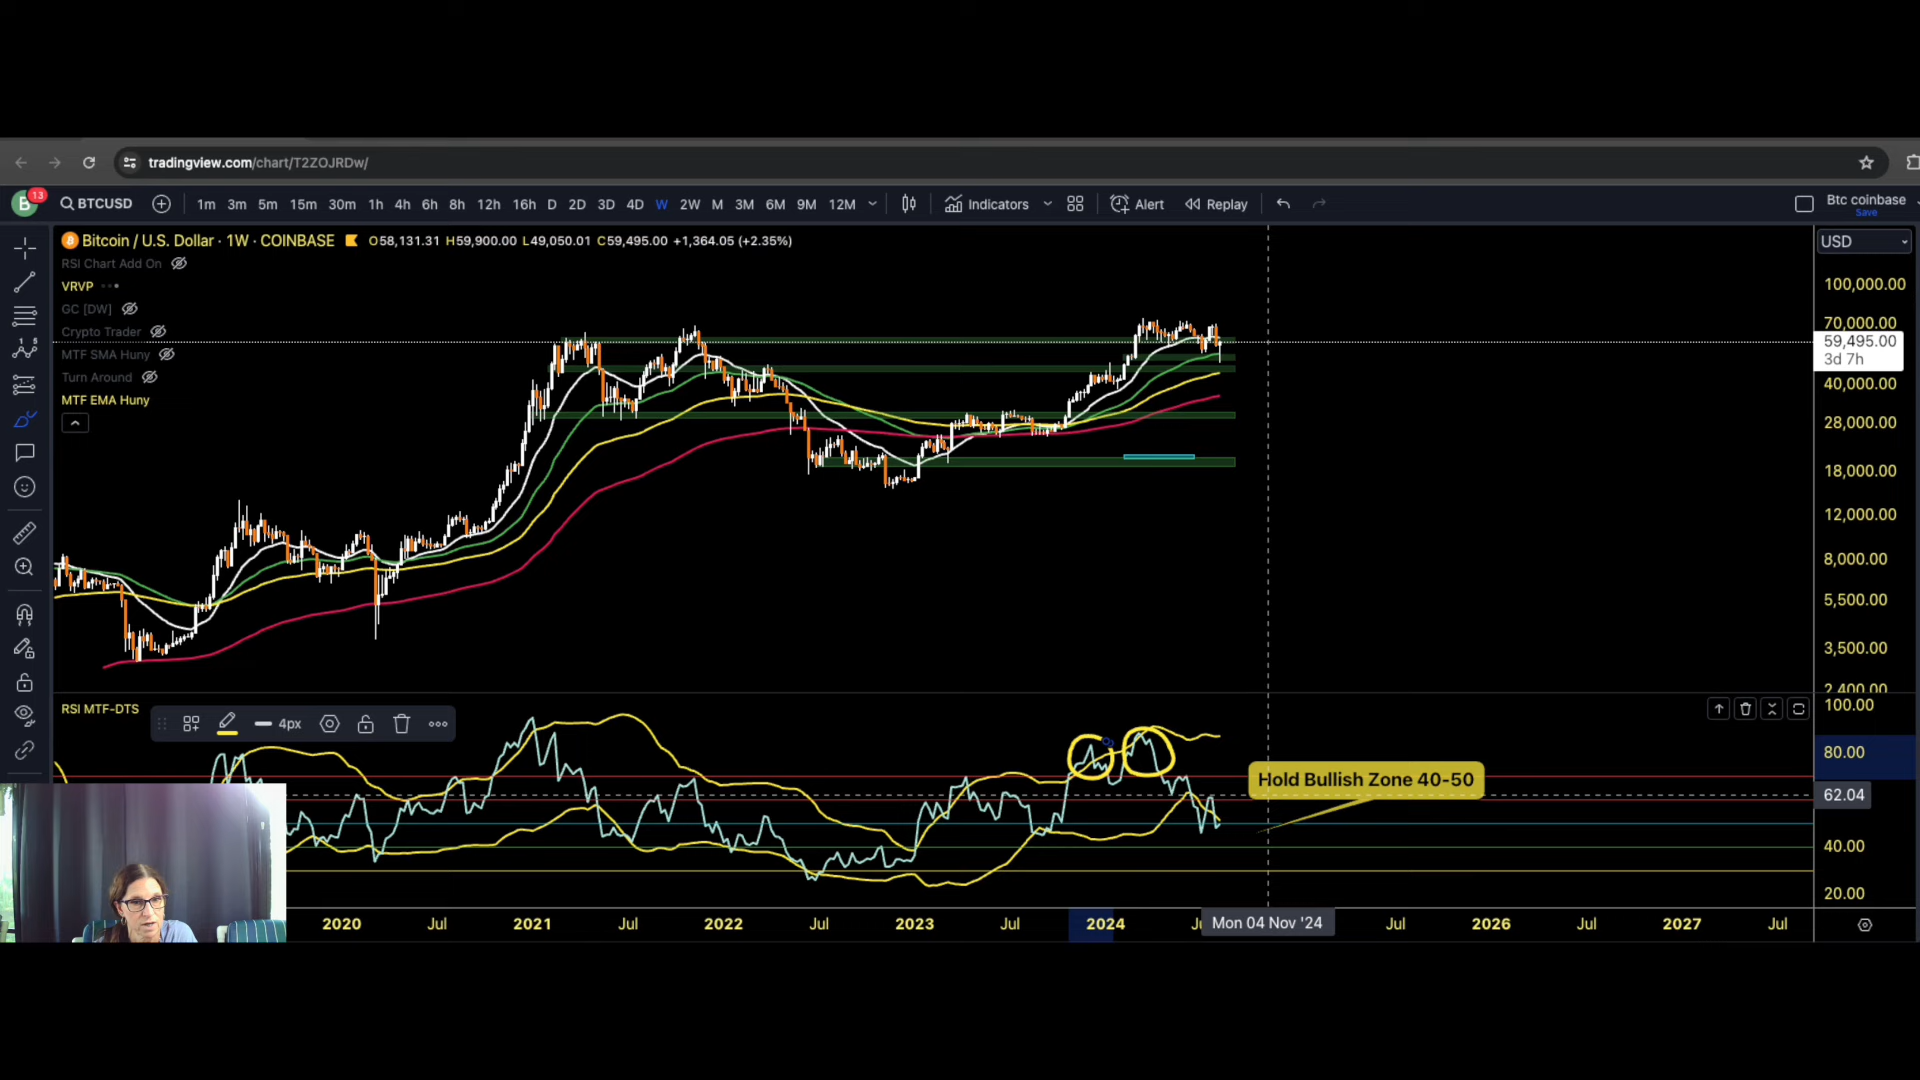 tradingview.com/chart/T2ZOJRDw/
B 13 BTCUSD 1m 3m 5m 15m 30m 1h 4h 6h 8h 12h 16h D 2D 3D 4D W 2W M 3M 6M 9M 12M Indicators Alert Replay Btc coinbase
Save
Bitcoin / U.S. Dollar · 1W · COINBASE O58,131.31 H59,900.00 L49,050.01 C59,495.00 +1,364.05 (+2.35%) USD
RSI Chart Add On
VRVP
GC [DW]
Crypto Trader
MTF SMA Huny
Turn Around
MTF EMA Huny
100,000.00
70,000.00
59,495.00
3d 7h
40,000.00
28,000.00
18,000.00
12,000.00
8,000.00
5,500.00
3,500.00
2,400.00
RSI MTF-DTS
4px
100.00
80.00
Hold Bullish Zone 40-50
62.04
40.00
20.00
2020 Jul 2021 Jul 2022 Jul 2023 Jul 2024 Mon 04 Nov '24 Jul 2026 Jul 2027 Jul